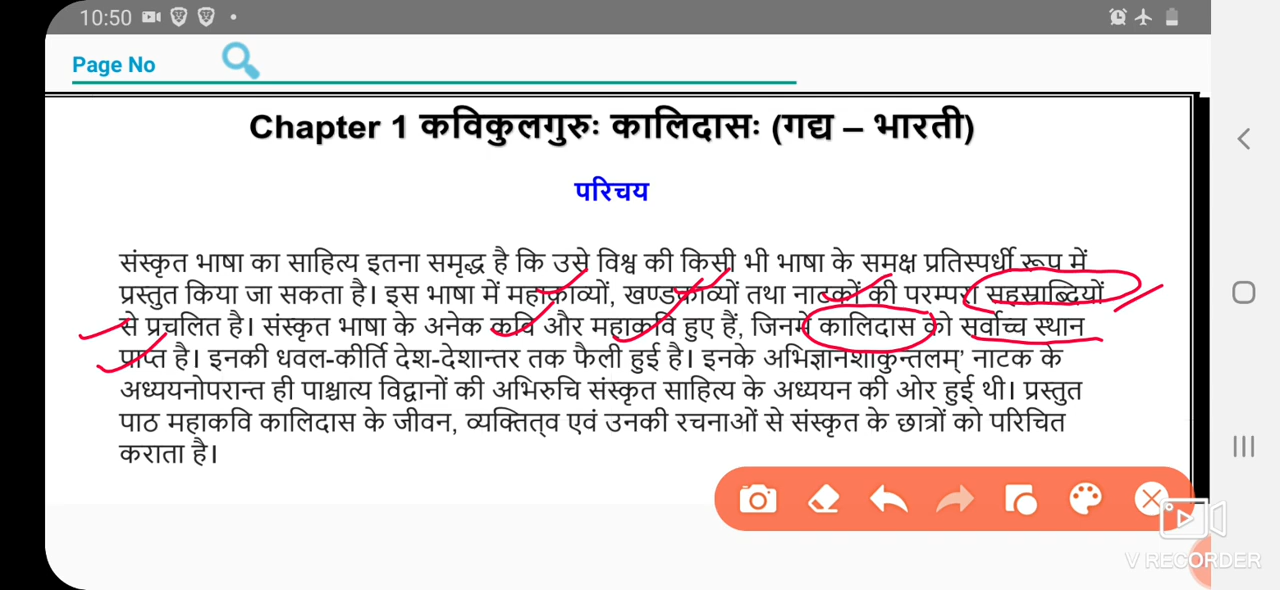 10:50
Page No
Chapter 1 कविकुलगुरुः कालिदासः (गद्य – भारती)
परिचय
संस्कृत भाषा का साहित्य इतना समृद्ध है कि उसे विश्व की किसी भी भाषा के समक्ष प्रतिस्पर्धी रूप में
प्रस्तुत किया जा सकता है। इस भाषा में महाकाव्यों, खण्डकाव्यों तथा नाटकों की परम्परा सहस्राब्दियों
से प्रचलित है। संस्कृत भाषा के अनेक कवि और महाकवि हुए हैं, जिनमें कालिदास को सर्वोच्च स्थान
प्राप्त है। इनकी धवल-कीर्ति देश-देशान्तर तक फैली हुई है। इनके अभिज्ञानशाकुन्तलम्’ नाटक के
अध्ययनोपरान्त ही पाश्चात्य विद्वानों की अभिरुचि संस्कृत साहित्य के अध्ययन की ओर हुई थी। प्रस्तुत
पाठ महाकवि कालिदास के जीवन, व्यक्तित्व एवं उनकी रचनाओं से संस्कृत के छात्रों को परिचित
कराता है।
V RECORDER